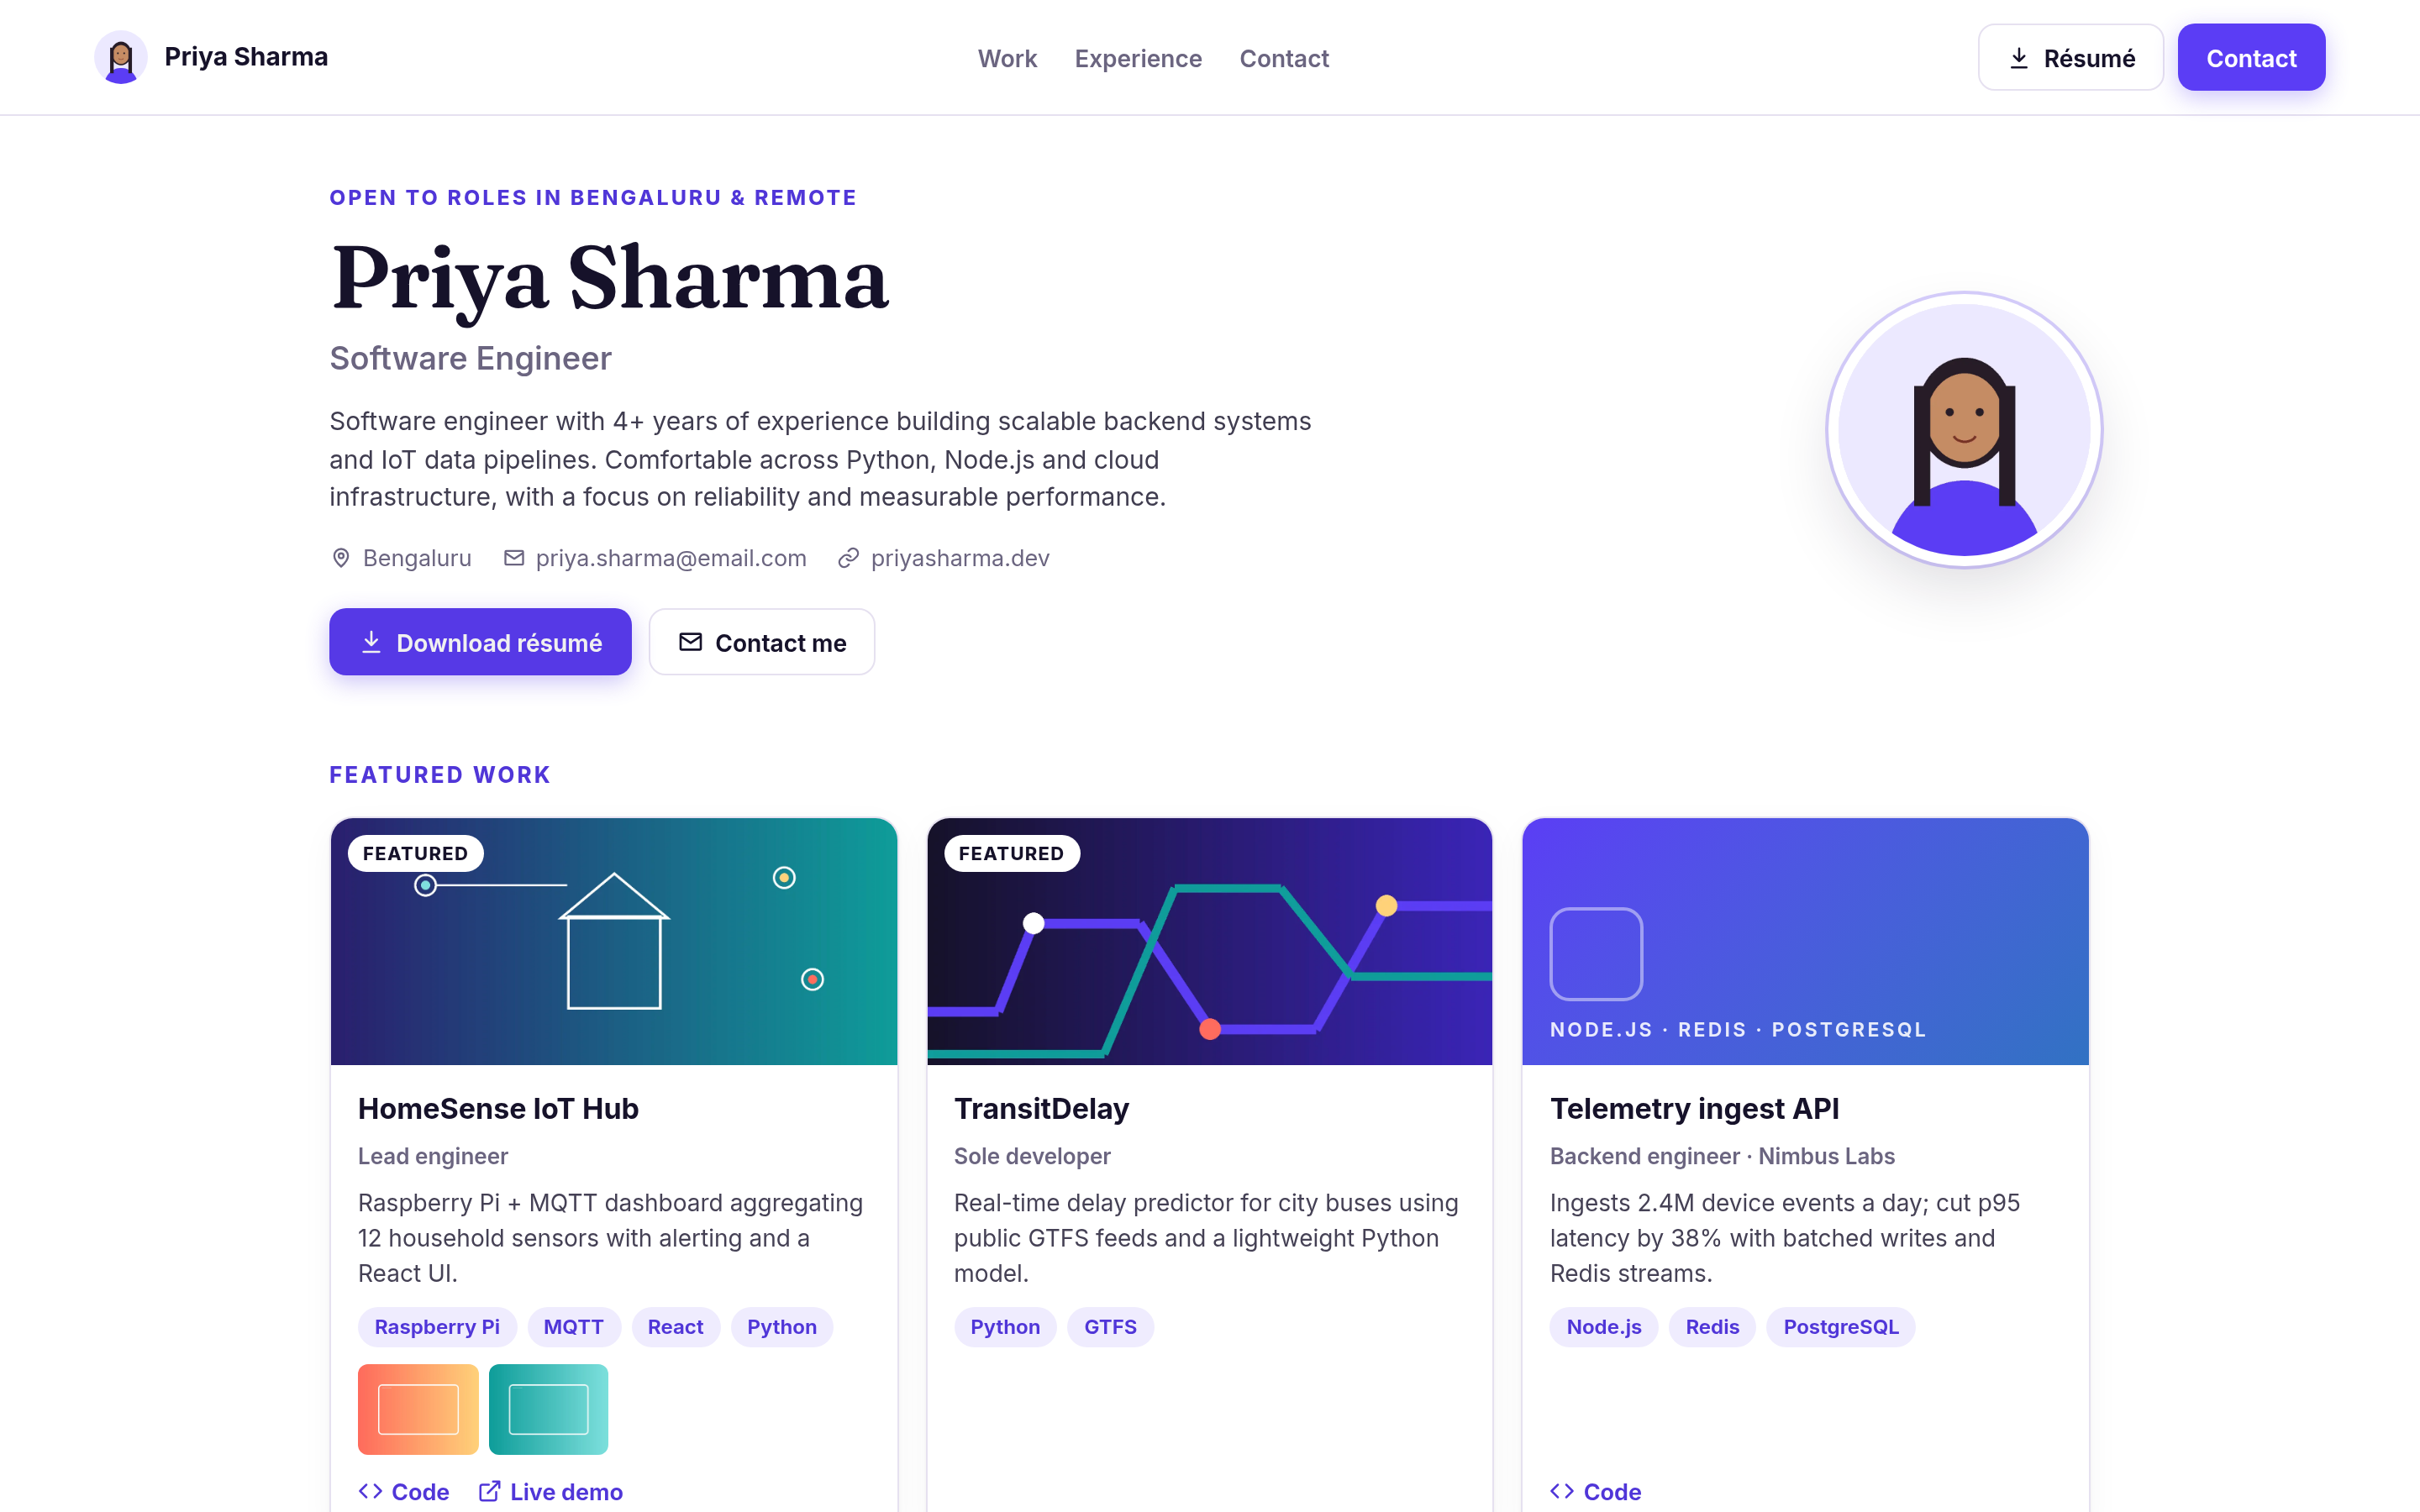 Priya Sharma
Work
Experience
Contact
Résumé
Contact
OPEN TO ROLES IN BENGALURU & REMOTE
Priya Sharma
Software Engineer
Software engineer with 4+ years of experience building scalable backend systems
and IoT data pipelines. Comfortable across Python, Node.js and cloud
infrastructure, with a focus on reliability and measurable performance.
Bengaluru
priya.sharma@email.com
priyasharma.dev
Download résumé
Contact me
FEATURED WORK
FEATURED
HomeSense IoT Hub
Lead engineer
Raspberry Pi + MQTT dashboard aggregating
12 household sensors with alerting and a
React UI.
Raspberry Pi
MQTT
React
Python
Code
Live demo
FEATURED
TransitDelay
Sole developer
Real-time delay predictor for city buses using
public GTFS feeds and a lightweight Python
model.
Python
GTFS
NODE.JS · REDIS · POSTGRESQL
Telemetry ingest API
Backend engineer · Nimbus Labs
Ingests 2.4M device events a day; cut p95
latency by 38% with batched writes and
Redis streams.
Node.js
Redis
PostgreSQL
Code